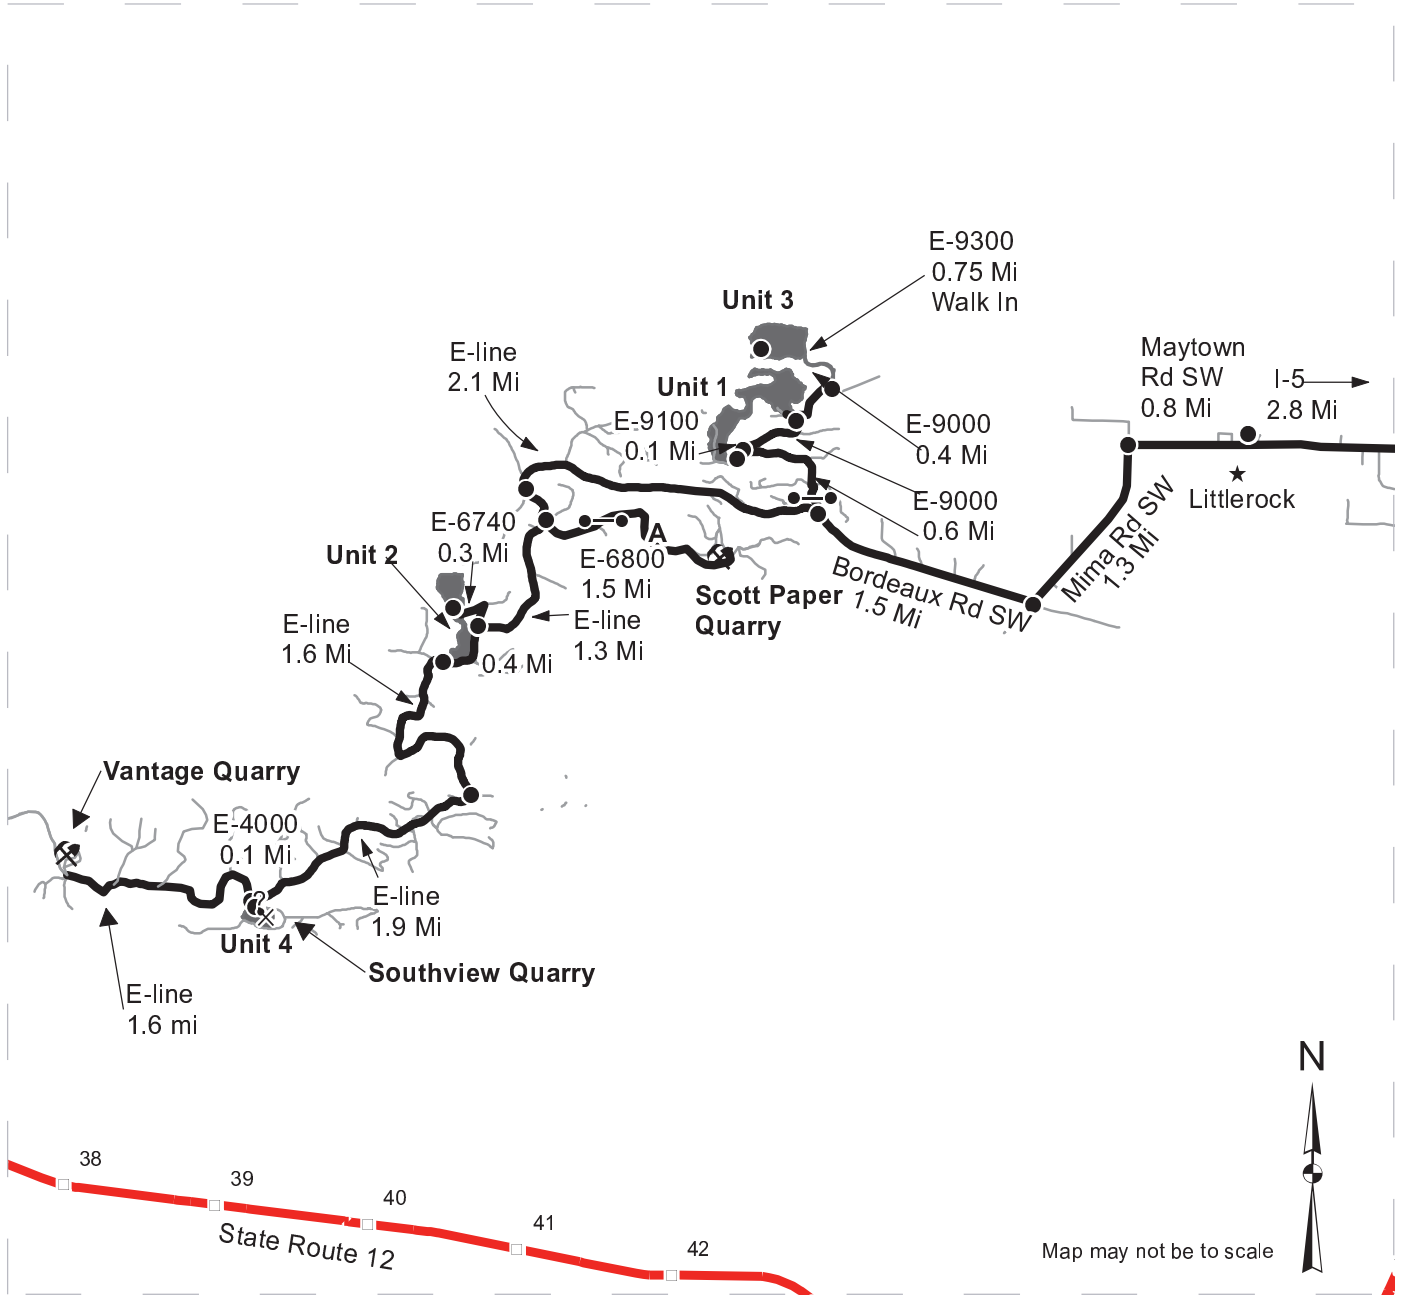 E-9300
0.75 Mi
Walk In
Unit 3
E-line
2.1 Mi
Unit 1
Maytown
Rd SW
0.8 Mi
I-5
2.8 Mi
E-9100
0.1 Mi
E-9000
0.4 Mi
Littlerock
E-9000
0.6 Mi
E-6740
0.3 Mi
A
Unit 2
E-6800
1.5 Mi
Mima Rd SW
1.3 Mi
Bordeaux Rd SW
1.5 Mi
Scott Paper
Quarry
E-line
1.6 Mi
E-line
1.3 Mi
0.4 Mi
Vantage Quarry
E-4000
0.1 Mi
?
E-line
1.9 Mi
Unit 4
Southview Quarry
E-line
1.6 mi
N
38
39
40
41
42
State Route 12
Map may not be to scale